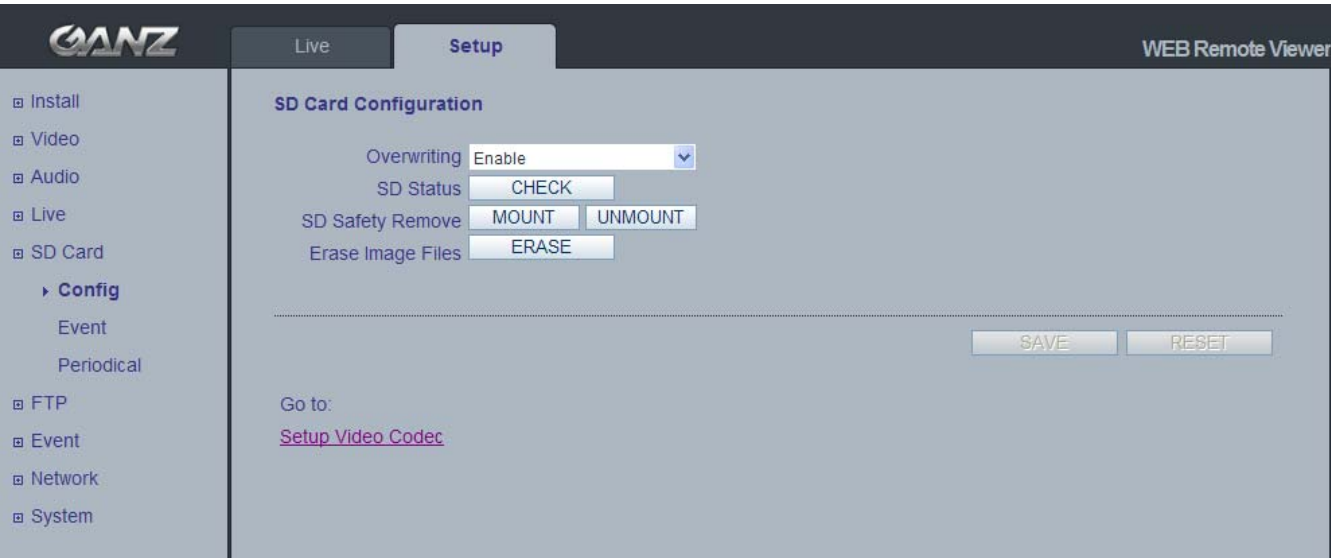 GANZ
Live
Setup
WEB Remote Viewer
Install
Video
Audio
Live
SD Card
Config
Event
Periodical
FTP
Event
Network
System
SD Card Configuration
Overwriting Enable
SD Status CHECK
SD Safety Remove MOUNT UNMOUNT
Erase Image Files ERASE
SAVE RESET
Go to:
Setup Video Codec